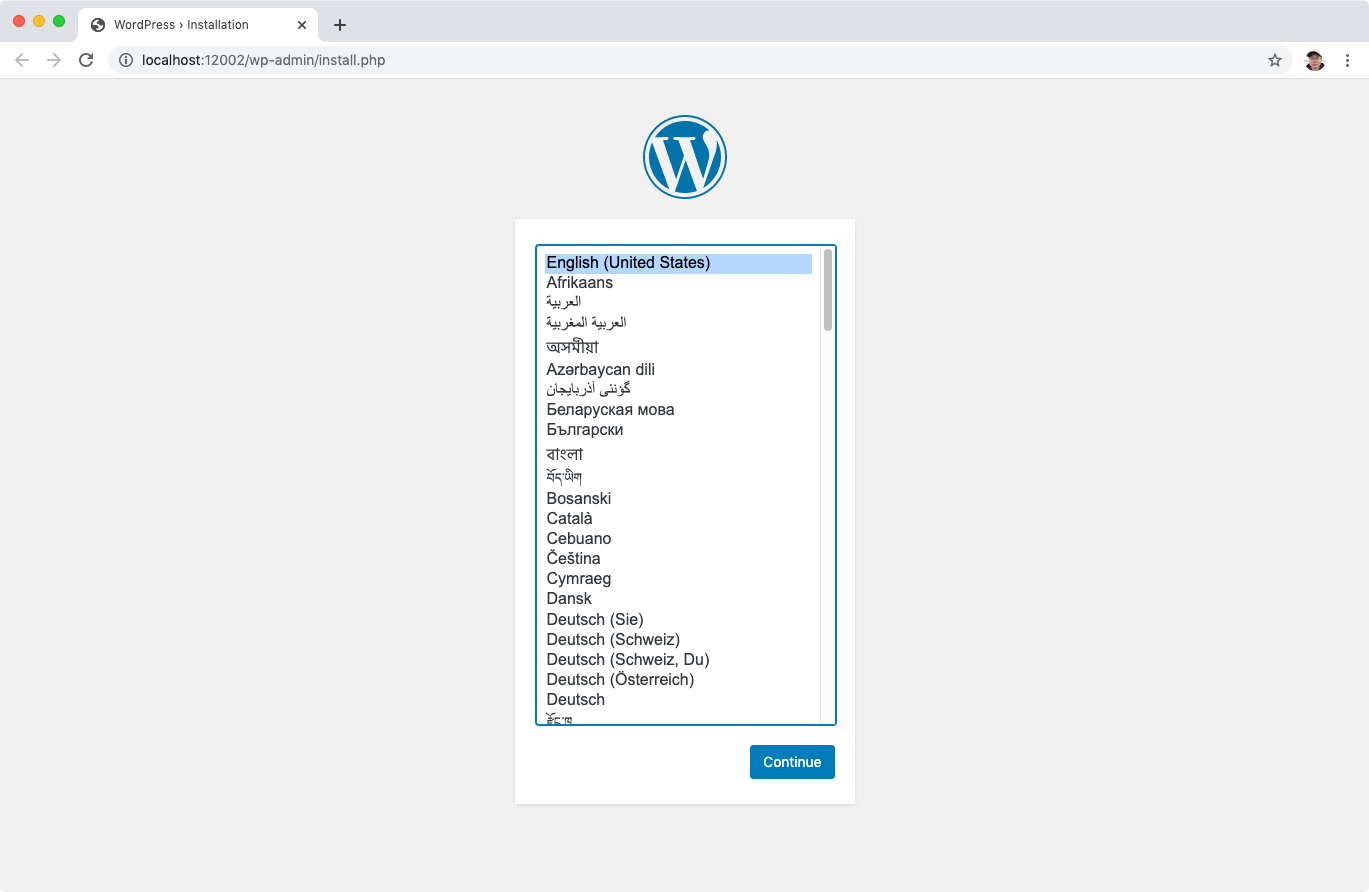 WordPress › Installation
localhost:12002/wp-admin/install.php
English (United States)
Afrikaans
العربية
العربية المغربية
অসমীয়া
Azərbaycan dili
گؤنئی آذربایجان
Беларуская мова
Български
বাংলা
བོད་ཡིག
Bosanski
Català
Cebuano
Čeština
Cymraeg
Dansk
Deutsch (Sie)
Deutsch (Schweiz)
Deutsch (Schweiz, Du)
Deutsch (Österreich)
Deutsch
Continue